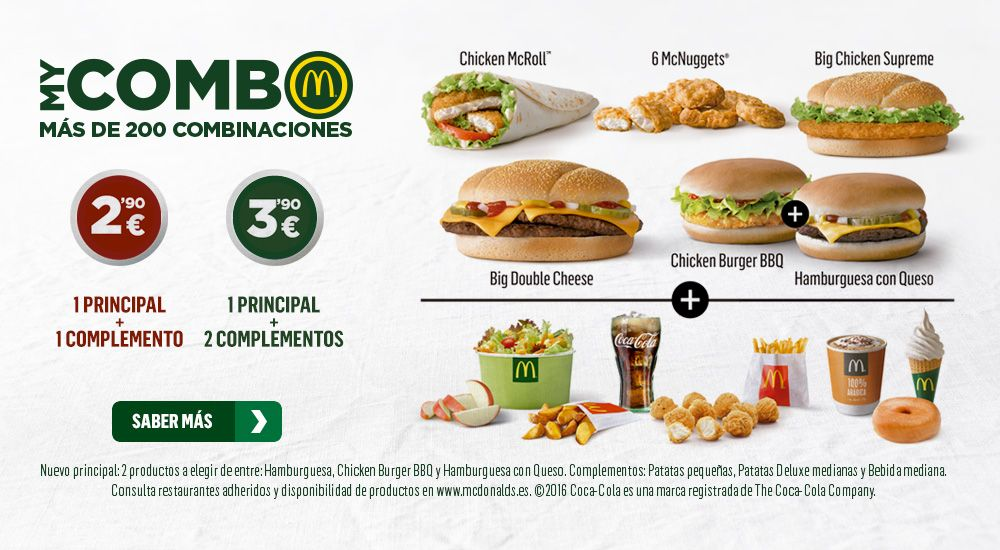 MY COMBO
MÁS DE 200 COMBINACIONES
2'90 €
1 PRINCIPAL
+
1 COMPLEMENTO
3'90 €
1 PRINCIPAL
+
2 COMPLEMENTOS
SABER MÁS
Chicken McRoll™
6 McNuggets®
Big Chicken Supreme
Big Double Cheese
Chicken Burger BBQ
+
Hamburguesa con Queso
+
Coca-Cola
100%
ARABICA
Nuevo principal: 2 productos a elegir de entre: Hamburguesa, Chicken Burger BBQ y Hamburguesa con Queso. Complementos: Patatas pequeñas, Patatas Deluxe medianas y Bebida mediana.
Consulta restaurantes adheridos y disponibilidad de productos en www.mcdonalds.es. ©2016 Coca-Cola es una marca registrada de The Coca-Cola Company.